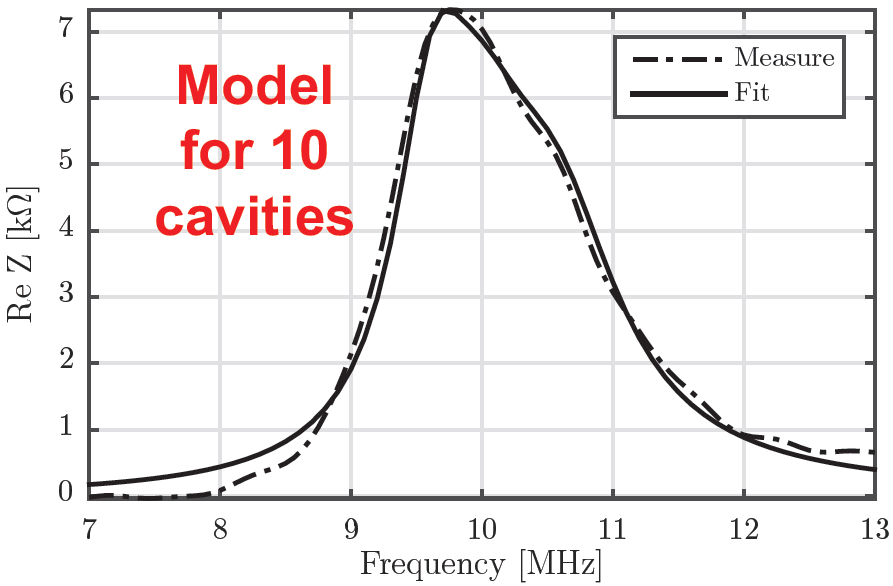 Model
for 10
cavities
Measure
Fit
Re Z [kΩ]
7
6
5
4
3
2
1
0
7 8 9 10 11 12 13
Frequency [MHz]